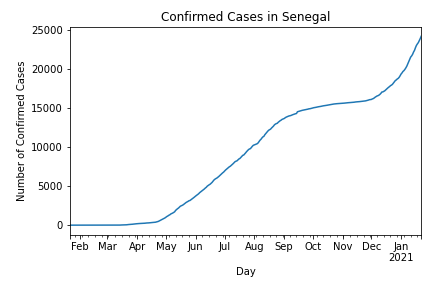 Confirmed Cases in Senegal
25000
20000
15000
10000
5000
0
Number of Confirmed Cases
Feb Mar Apr May Jun Jul Aug Sep Oct Nov Dec Jan
2021
Day